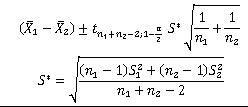 (X̄₁ − X̄₂) ± t_{n₁+n₂−2;1−α/2} S* √(1/n₁ + 1/n₂)
S* = √(((n₁ − 1)S₁² + (n₂ − 1)S₂²)/(n₁ + n₂ − 2))